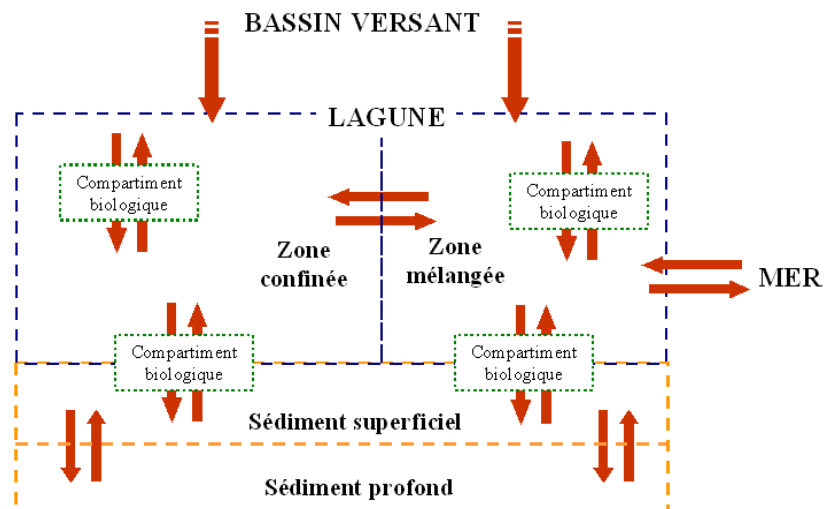 BASSIN VERSANT
LAGUNE
Compartiment
biologique
Compartiment
biologique
Zone
confinée
Zone
mélangée
MER
Compartiment
biologique
Compartiment
biologique
Sédiment superficiel
Sédiment profond